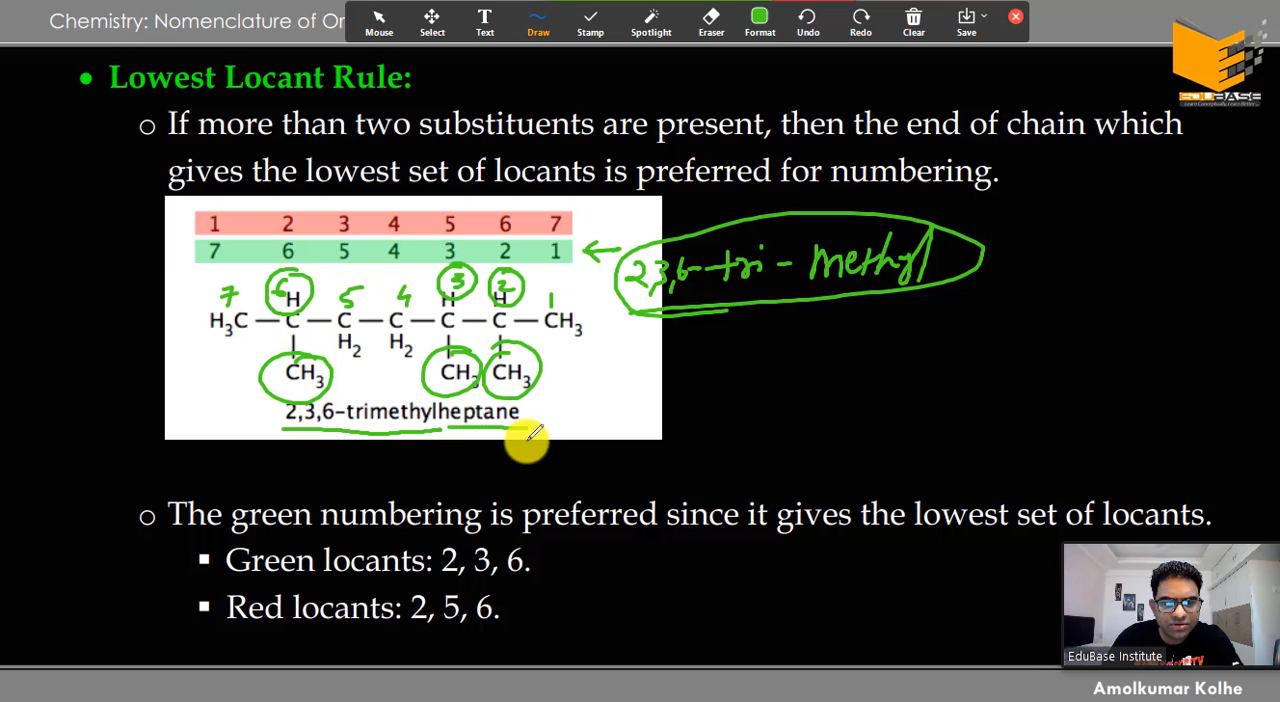 Chemistry: Nomenclature of Or
Mouse Select Text Draw Stamp Spotlight Eraser Format Undo Redo Clear Save
EDUBASE
• Lowest Locant Rule:
o If more than two substituents are present, then the end of chain which
gives the lowest set of locants is preferred for numbering.
1 2 3 4 5 6 7
7 6 5 4 3 2 1
2,3,6-tri-methyl
7 6 5 4 3 2 1
H H H
H3C — C — C — C — C — C — CH3
H2 H2
CH3 CH3 CH3
2,3,6-trimethylheptane
o The green numbering is preferred since it gives the lowest set of locants.
▪ Green locants: 2, 3, 6.
▪ Red locants: 2, 5, 6.
EduBase Institute
Amolkumar Kolhe